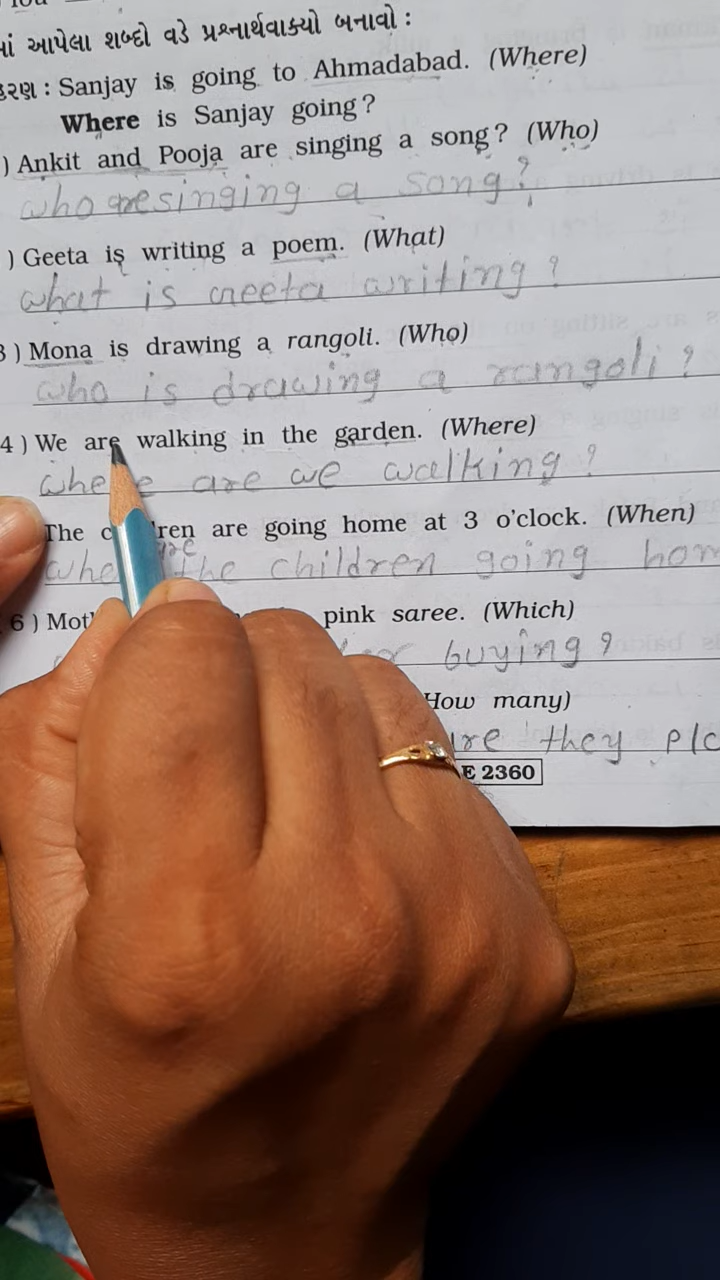 આપેલા શબ્દો વડે પ્રશ્નાર્થવાક્યો બનાવો :
Sanjay is going to Ahmadabad. (Where)
Where is Sanjay going?
) Ankit and Pooja are singing a song? (Who)
who are singing a song?
) Geeta is writing a poem. (What)
what is Geeta writing?
3 ) Mona is drawing a rangoli. (Who)
who is drawing a rangoli?
4 ) We are walking in the garden. (Where)
where are we walking?
The are going home at 3 o'clock. (When)
are
the children going
6 ) pink saree. (Which)
buying?
How many)
they
E 2360